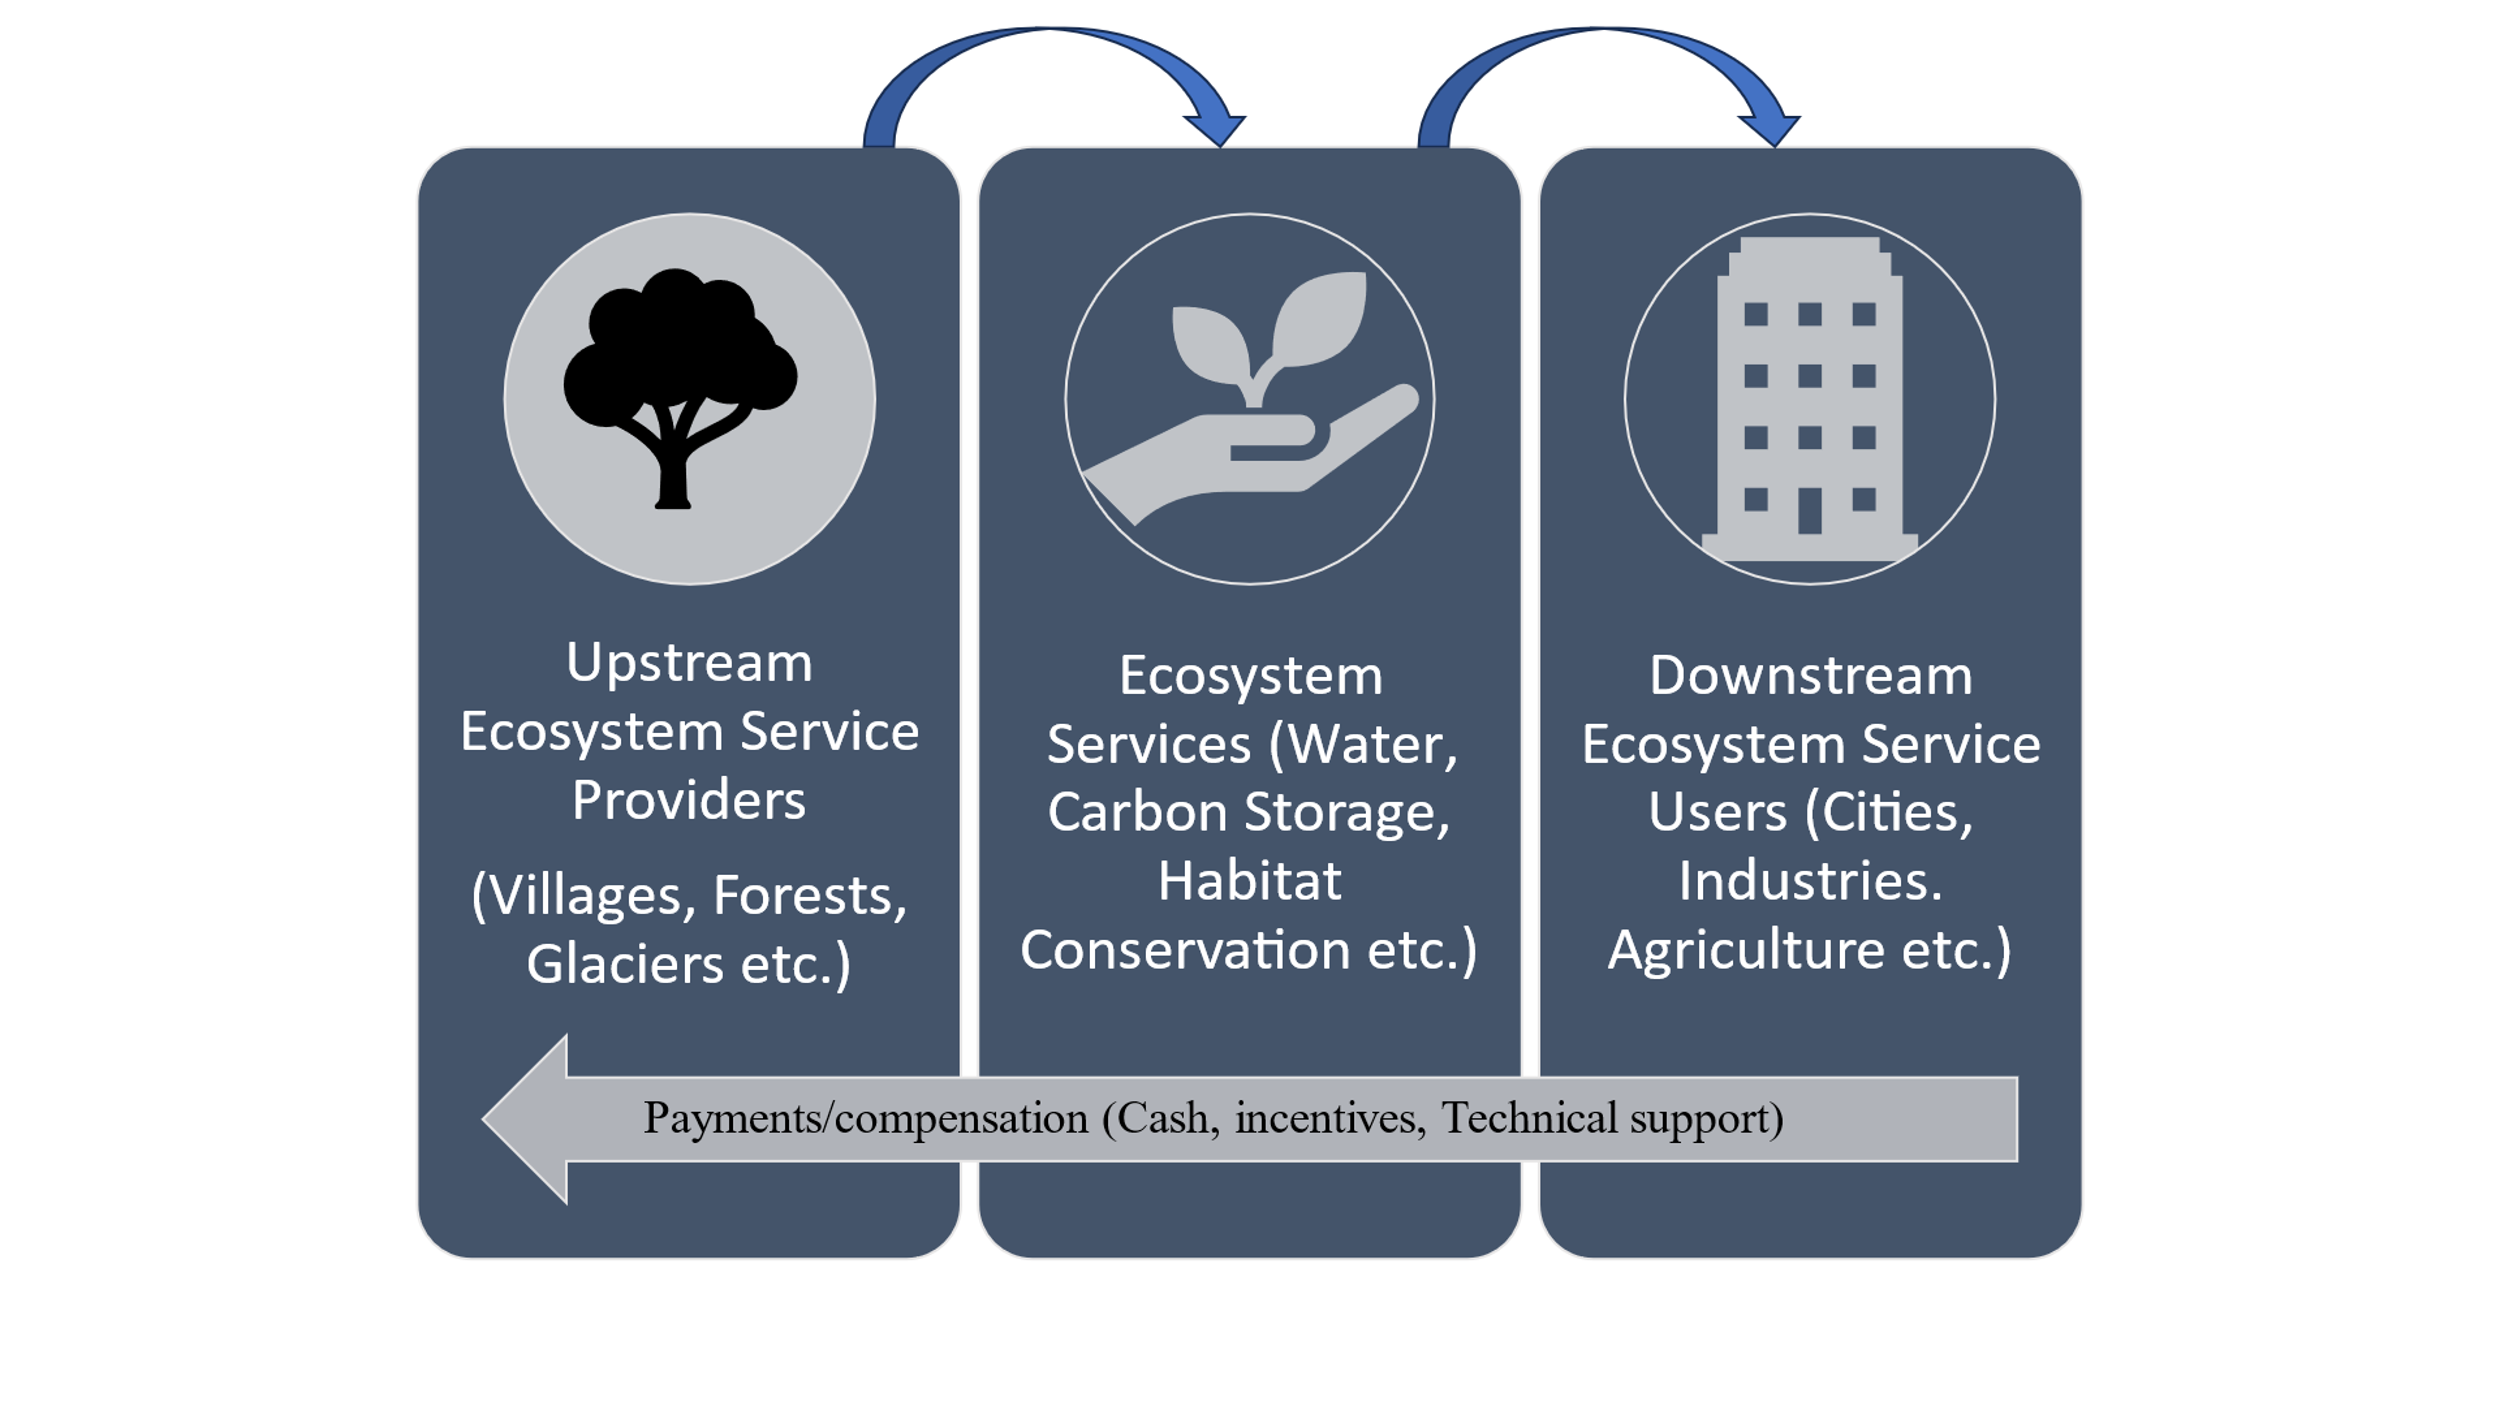 Upstream
Ecosystem Service
Providers
(Villages, Forests,
Glaciers etc.)
Ecosystem
Services (Water,
Carbon Storage,
Habitat
Conservation etc.)
Downstream
Ecosystem Service
Users (Cities,
Industries.
Agriculture etc.)
Payments/compensation (Cash, incentives, Technical support)